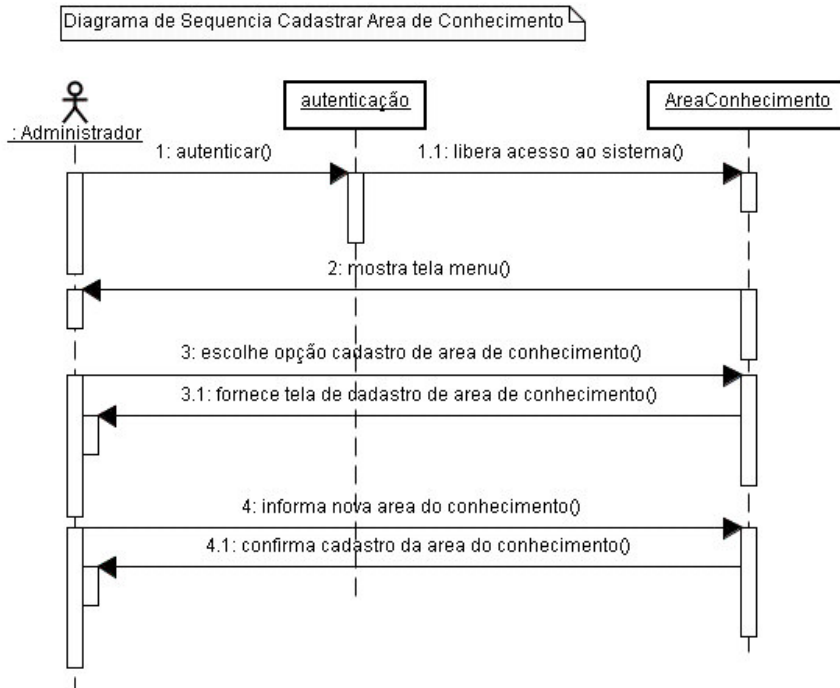 Diagrama de Sequencia Cadastrar Area de Conhecimento
: Administrador
autenticação
AreaConhecimento
1: autenticar()
1.1: libera acesso ao sistema()
2: mostra tela menu()
3: escolhe opção cadastro de area de conhecimento()
3.1: fornece tela de cadastro de area de conhecimento()
4: informa nova area do conhecimento()
4.1: confirma cadastro da area do conhecimento()